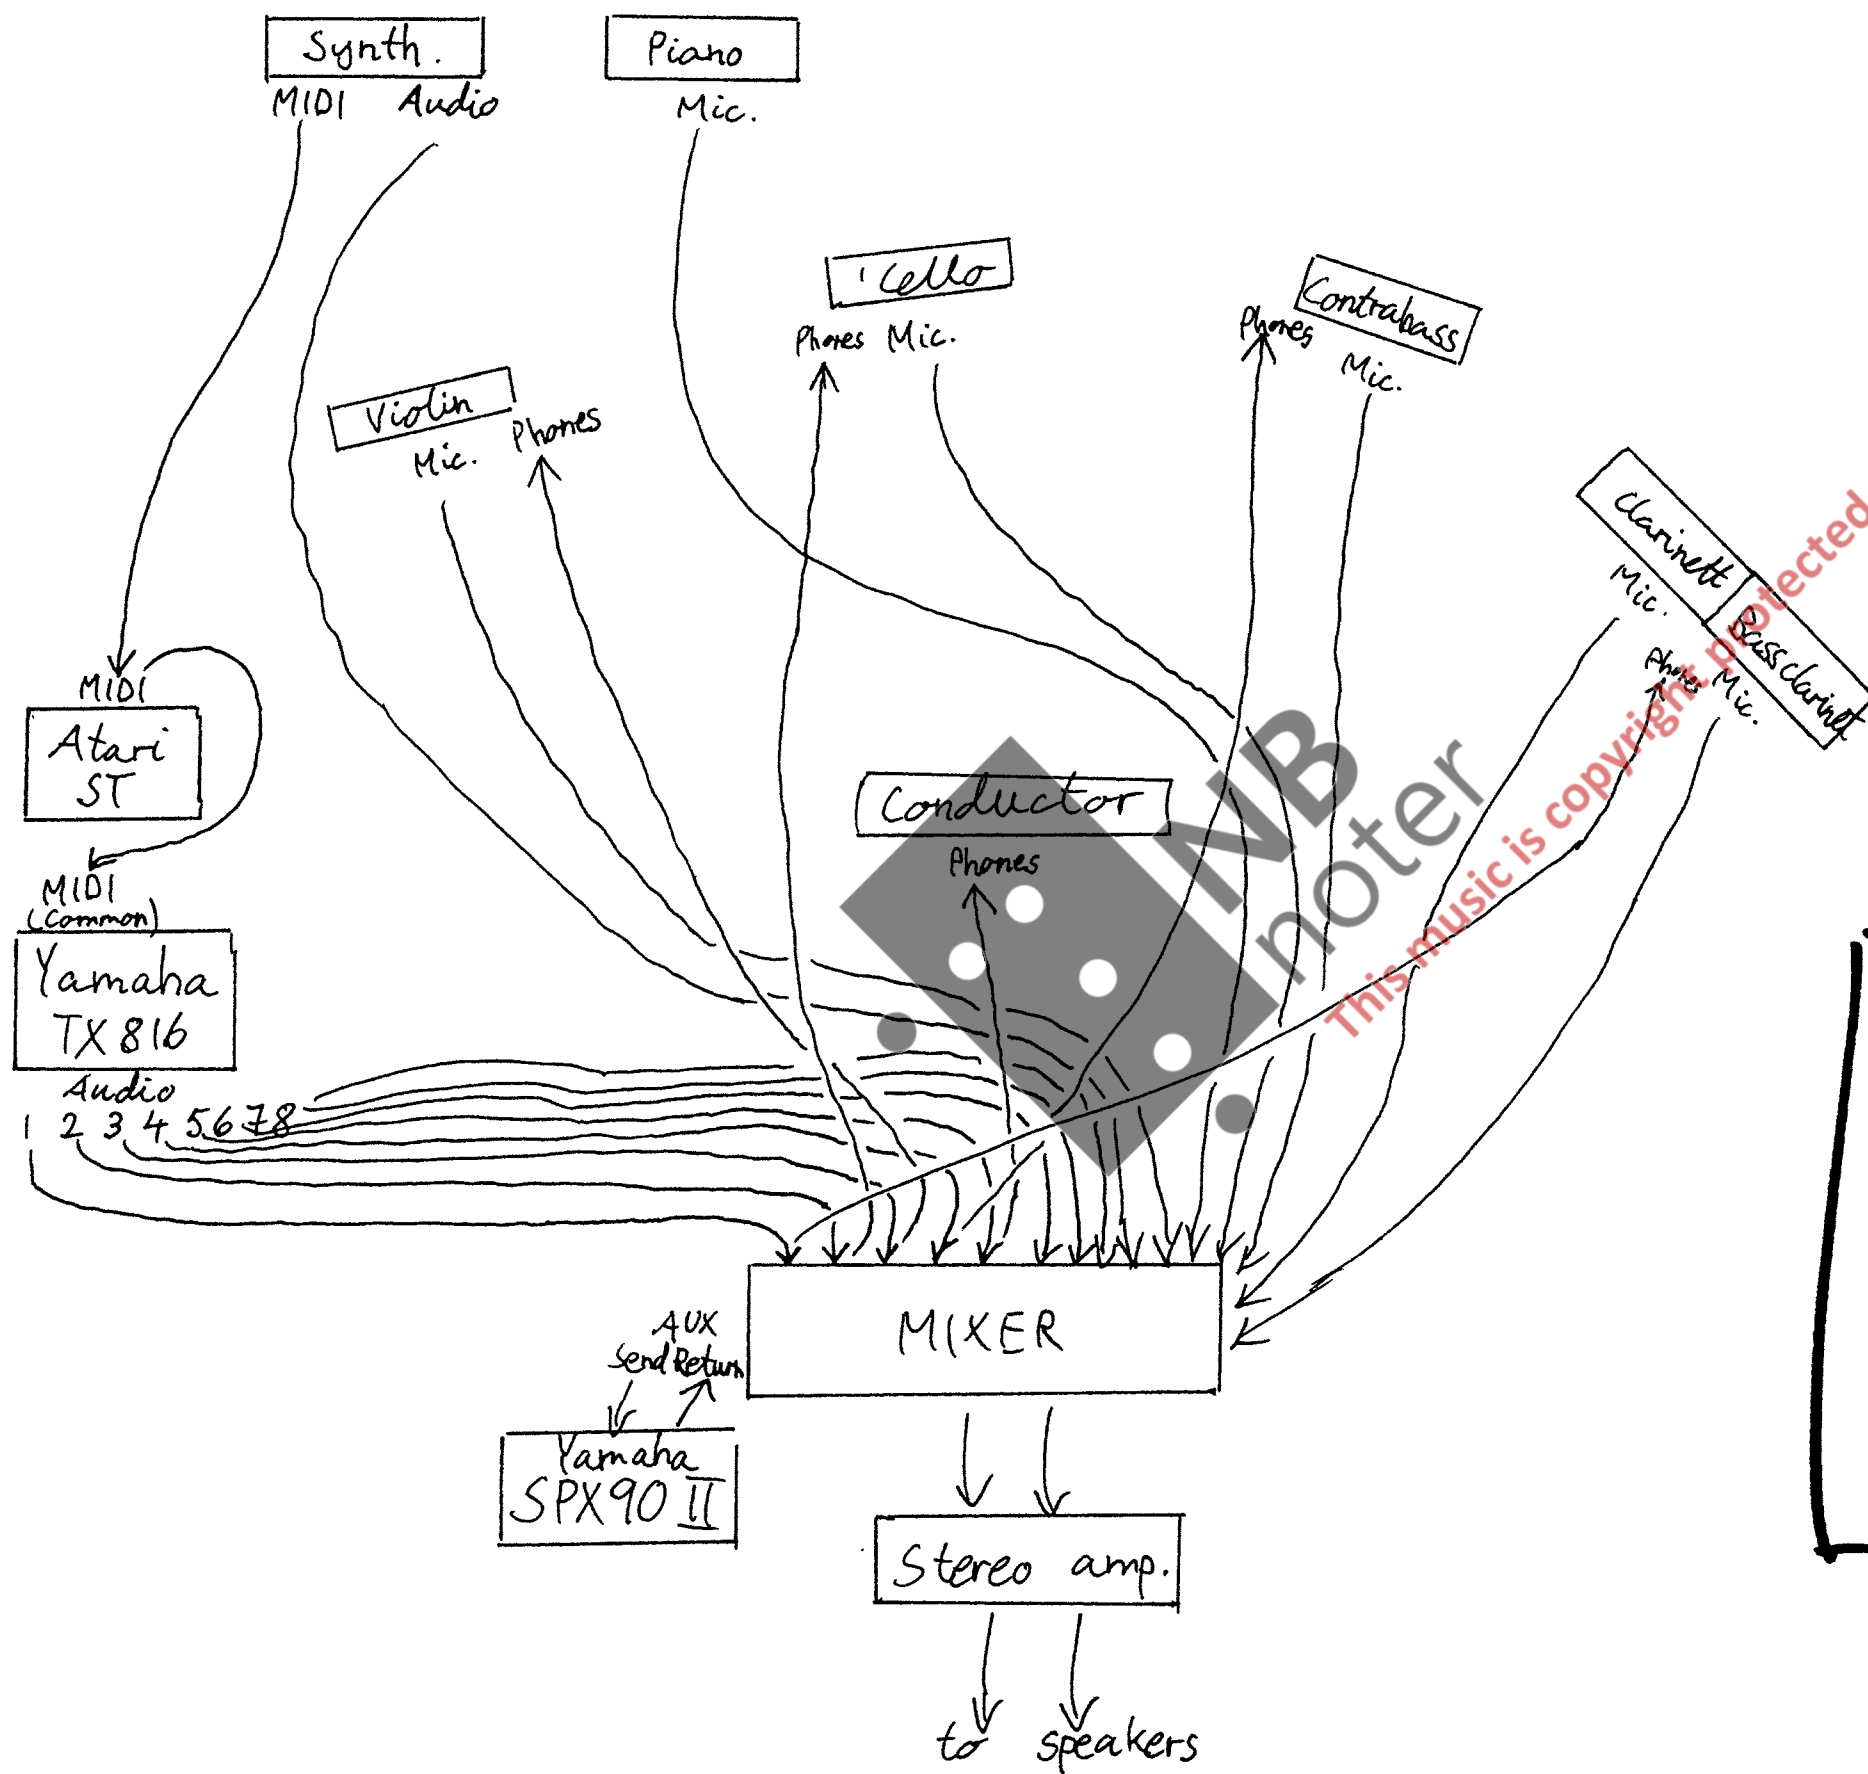 Synth.
Piano
MIDI Audio
Mic.
'Cello
Contrabass
Phones Mic.
Phones
Mic.
Violin
Mic. Phones
Clarinett
Bassclarinet
Mic.
Phones
Mic.
MIDI
Atari
ST
Conductor
Phones
MIDI
(Common)
Yamaha
TX816
Audio
1 2 3 4 5 6 7 8
MIXER
AUX
Send Return
Yamaha
SPX90 II
Stereo amp.
to speakers
NB
noter
This music is copyright protected